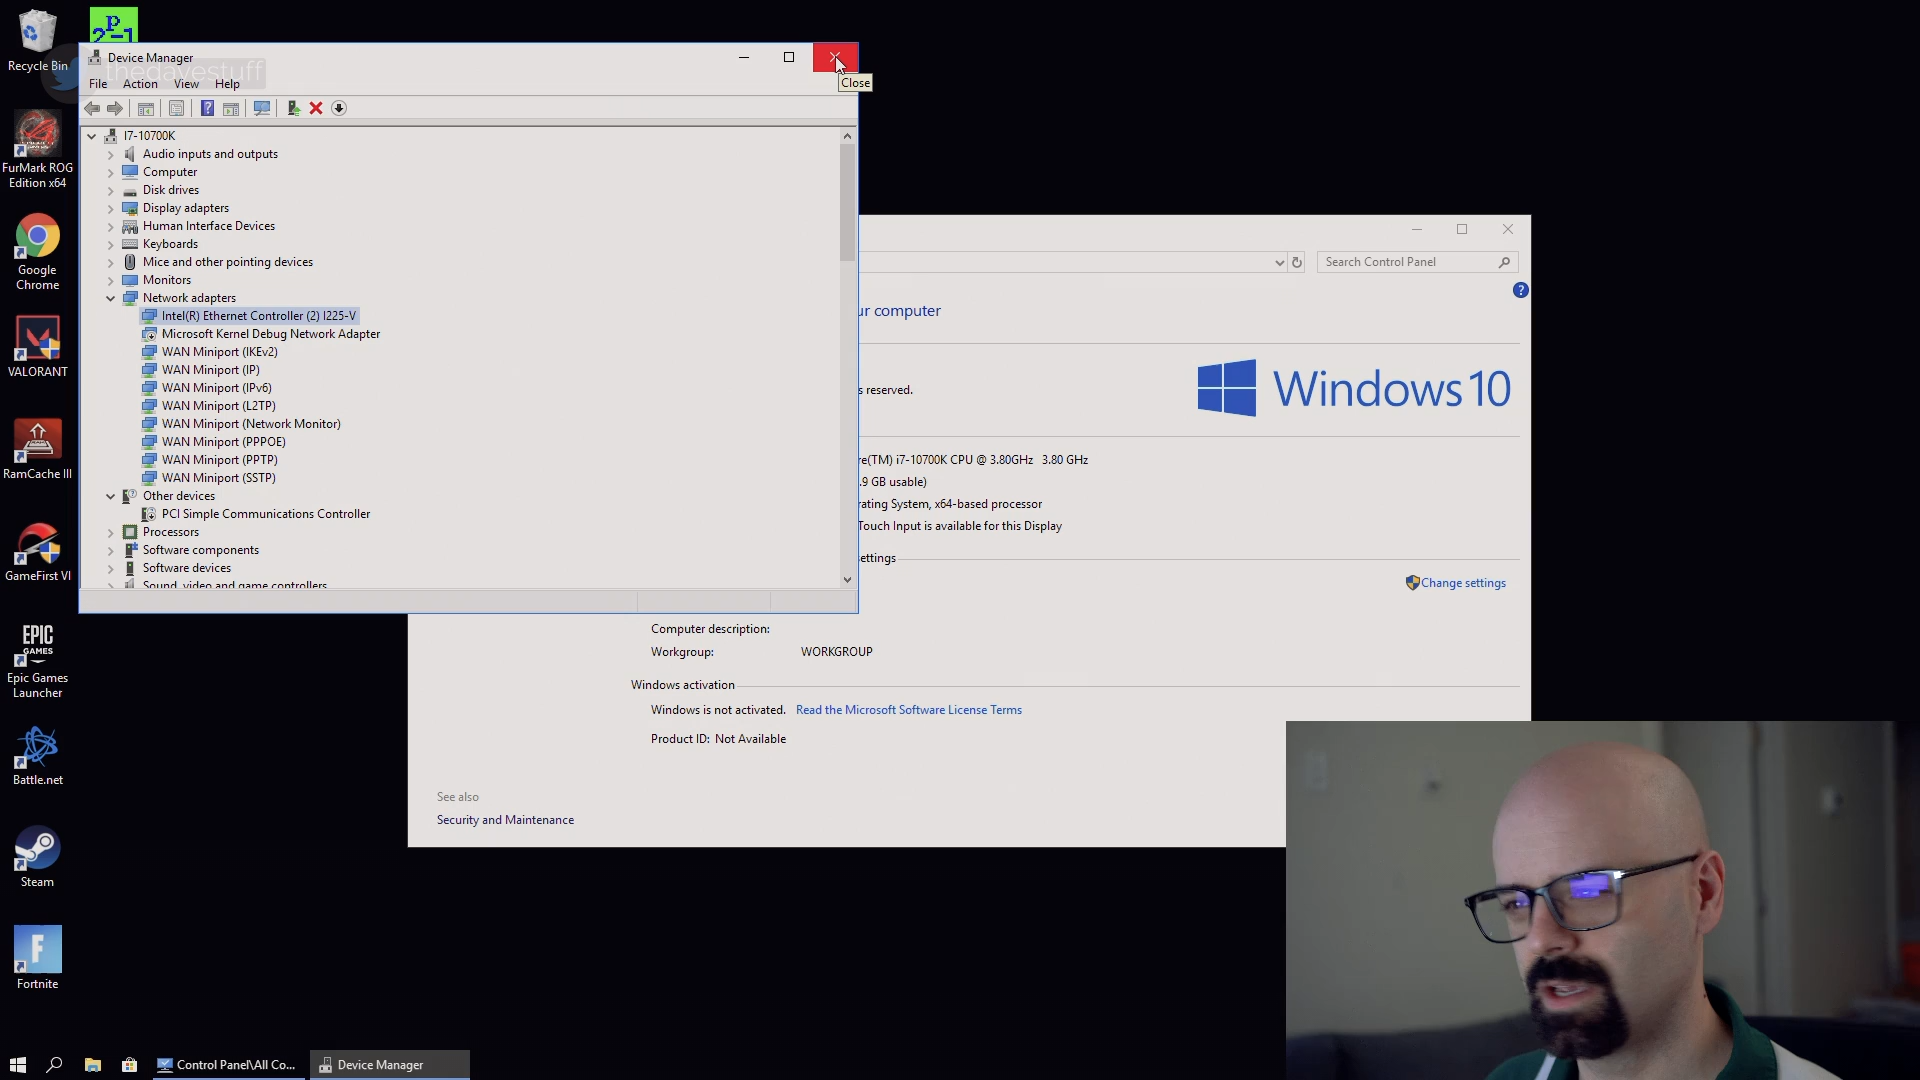 Recycle Bin
FurMark ROG
Edition x64
Google
Chrome
VALORANT
RamCache III
GameFirst VI
EPIC
GAMES
Epic Games
Launcher
Battle.net
Steam
Fortnite
Device Manager
thedavestuff
File Action View Help
Close
I7-10700K
Audio inputs and outputs
Computer
Disk drives
Display adapters
Human Interface Devices
Keyboards
Mice and other pointing devices
Monitors
Network adapters
Intel(R) Ethernet Controller (2) I225-V
Microsoft Kernel Debug Network Adapter
WAN Miniport (IKEv2)
WAN Miniport (IP)
WAN Miniport (IPv6)
WAN Miniport (L2TP)
WAN Miniport (Network Monitor)
WAN Miniport (PPPOE)
WAN Miniport (PPTP)
WAN Miniport (SSTP)
Other devices
PCI Simple Communications Controller
Processors
Software components
Software devices
Sound, video and game controllers
Search Control Panel
ur computer
s reserved.
Windows 10
re(TM) i7-10700K CPU @ 3.80GHz 3.80 GHz
.9 GB usable)
rating System, x64-based processor
Touch Input is available for this Display
ettings
Change settings
Computer description:
Workgroup: WORKGROUP
Windows activation
Windows is not activated. Read the Microsoft Software License Terms
Product ID: Not Available
See also
Security and Maintenance
Control Panel\All Co...
Device Manager